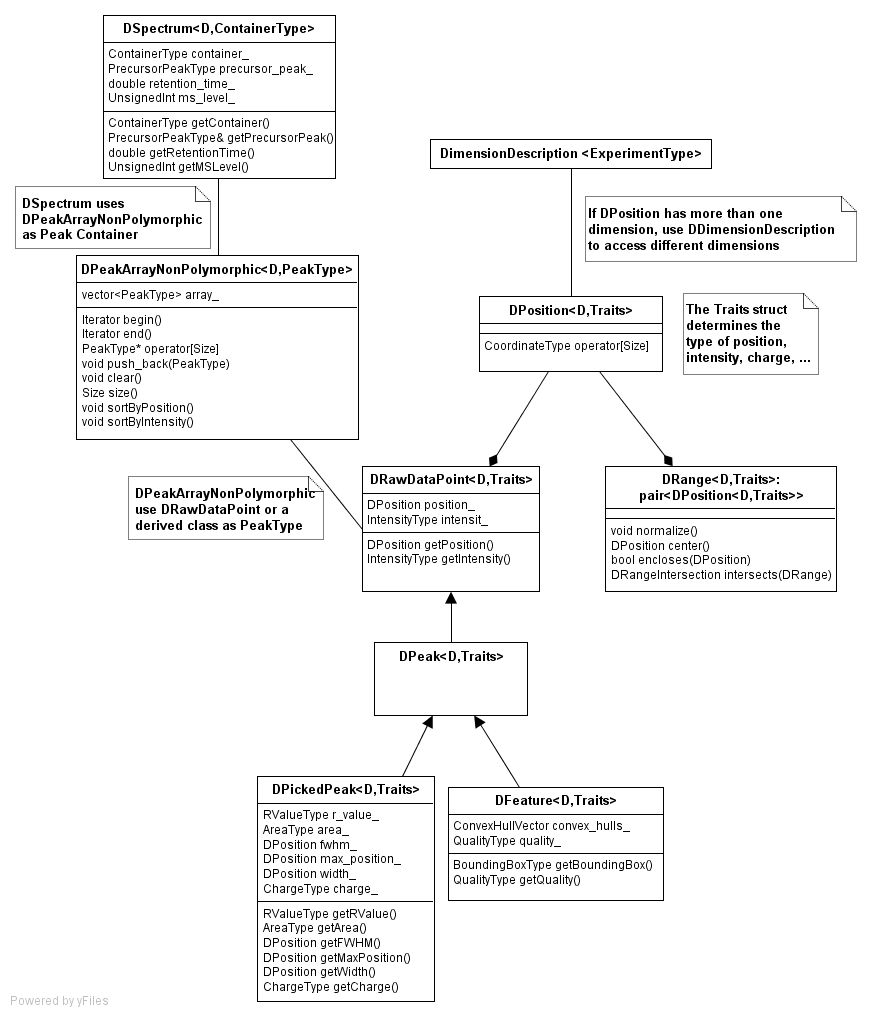 DSpectrum<D,ContainerType>
ContainerType container_
PrecursorPeakType precursor_peak_
double retention_time_
UnsignedInt ms_level_
ContainerType getContainer()
PrecursorPeakType& getPrecursorPeak()
double getRetentionTime()
UnsignedInt getMSLevel()
DSpectrum uses
DPeakArrayNonPolymorphic
as Peak Container
DPeakArrayNonPolymorphic<D,PeakType>
vector<PeakType> array_
Iterator begin()
Iterator end()
PeakType* operator[Size]
void push_back(PeakType)
void clear()
Size size()
void sortByPosition()
void sortByIntensity()
DimensionDescription <ExperimentType>
If DPosition has more than one
dimension, use DDimensionDescription
to access different dimensions
DPosition<D,Traits>
CoordinateType operator[Size]
The Traits struct
determines the
type of position,
intensity, charge, ...
DPeakArrayNonPolymorphic
use DRawDataPoint or a
derived class as PeakType
DRawDataPoint<D,Traits>
DPosition position_
IntensityType intensit_
DPosition getPosition()
IntensityType getIntensity()
DRange<D,Traits>:
pair<DPosition<D,Traits>>
void normalize()
DPosition center()
bool encloses(DPosition)
DRangeIntersection intersects(DRange)
DPeak<D,Traits>
DPickedPeak<D,Traits>
RValueType r_value_
AreaType area_
DPosition fwhm_
DPosition max_position_
DPosition width_
ChargeType charge_
RValueType getRValue()
AreaType getArea()
DPosition getFWHM()
DPosition getMaxPosition()
DPosition getWidth()
ChargeType getCharge()
DFeature<D,Traits>
ConvexHullVector convex_hulls_
QualityType quality_
BoundingBoxType getBoundingBox()
QualityType getQuality()
Powered by yFiles